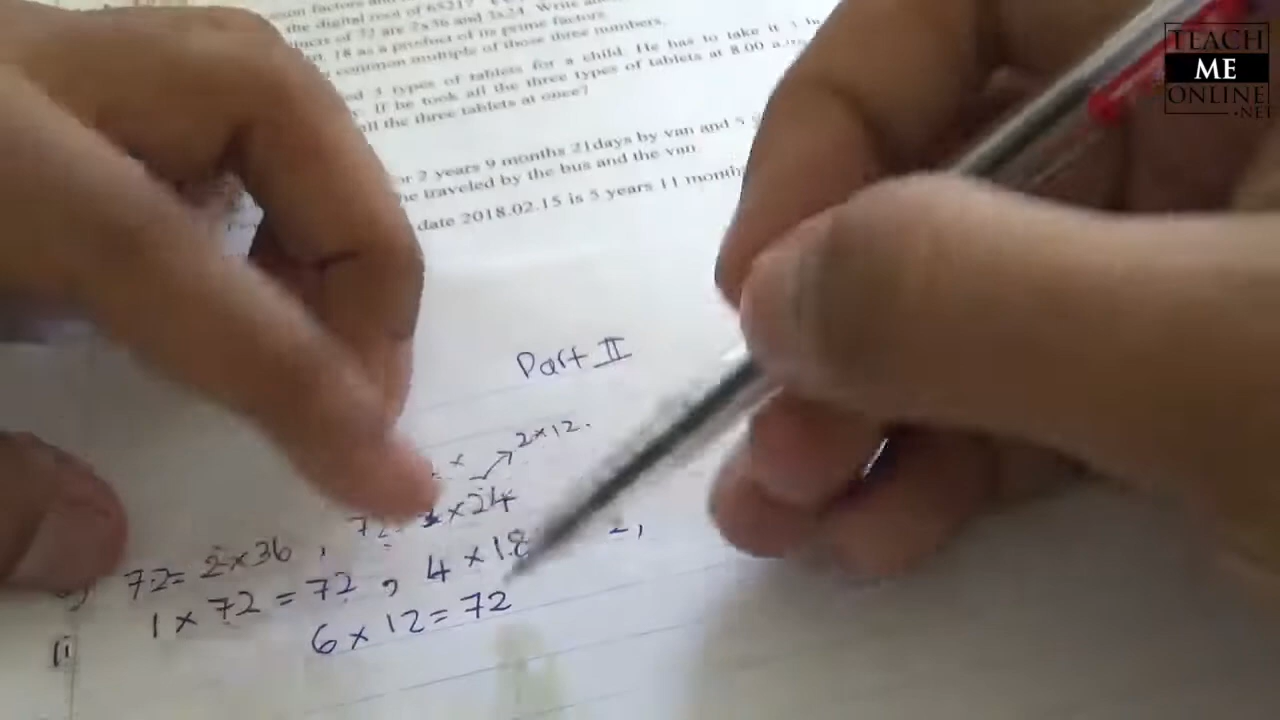 the digital root of 65217
of 72 are 2x36 and 3x24. Write
18 as a product of its prime factors.
common multiple of those three numbers.
3 types of tablets for a child. He has to take it
If he took all the three types of tablets at 8.00 a.m
all the three tablets at once?
or 2 years 9 months 21days by van and 5
he traveled by the bus and the van.
date 2018.02.15 is 5 years 11 months
Part II
2×12.
72= 2×36 , 72 ×24
1 × 72 = 72 , 4 × 18
6 × 12 = 72
TEACH
ME
ONLINE
.NET